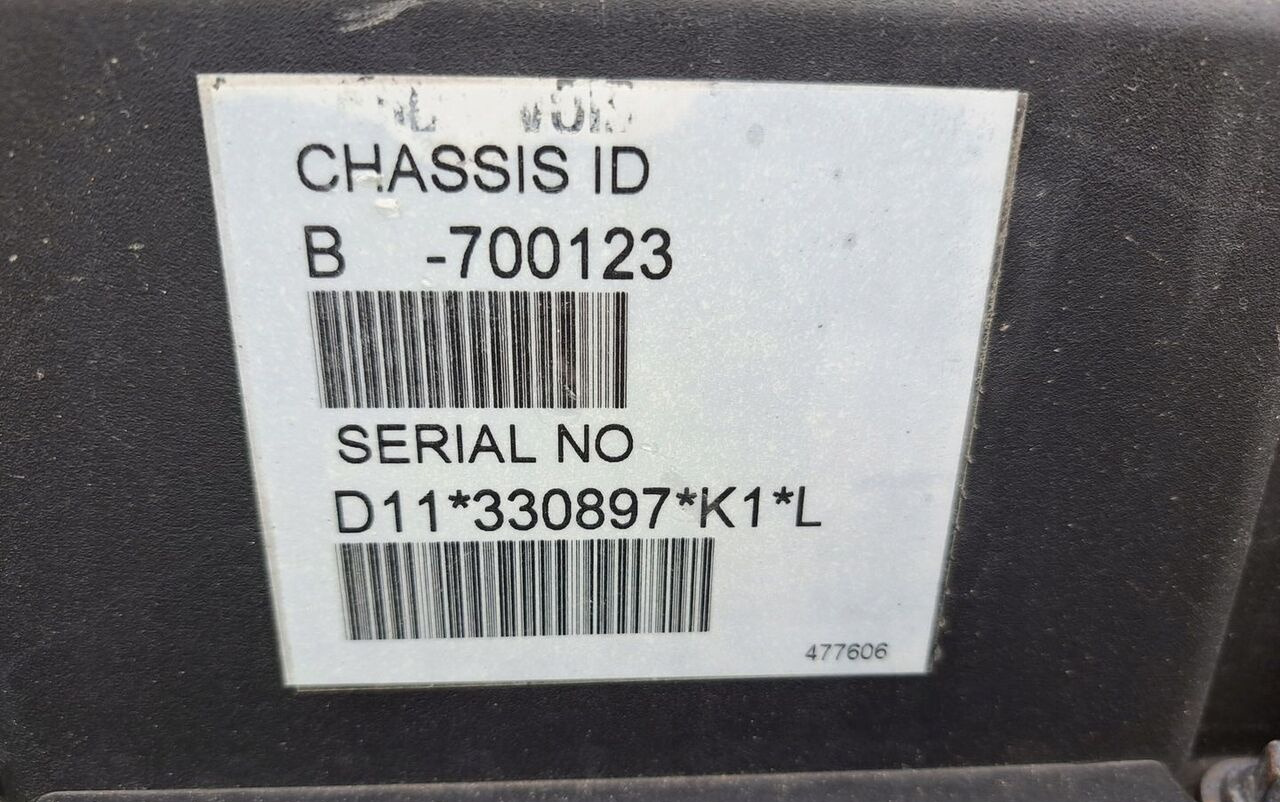 CHASSIS ID
B -700123
SERIAL NO
D11*330897*K1*L
477606